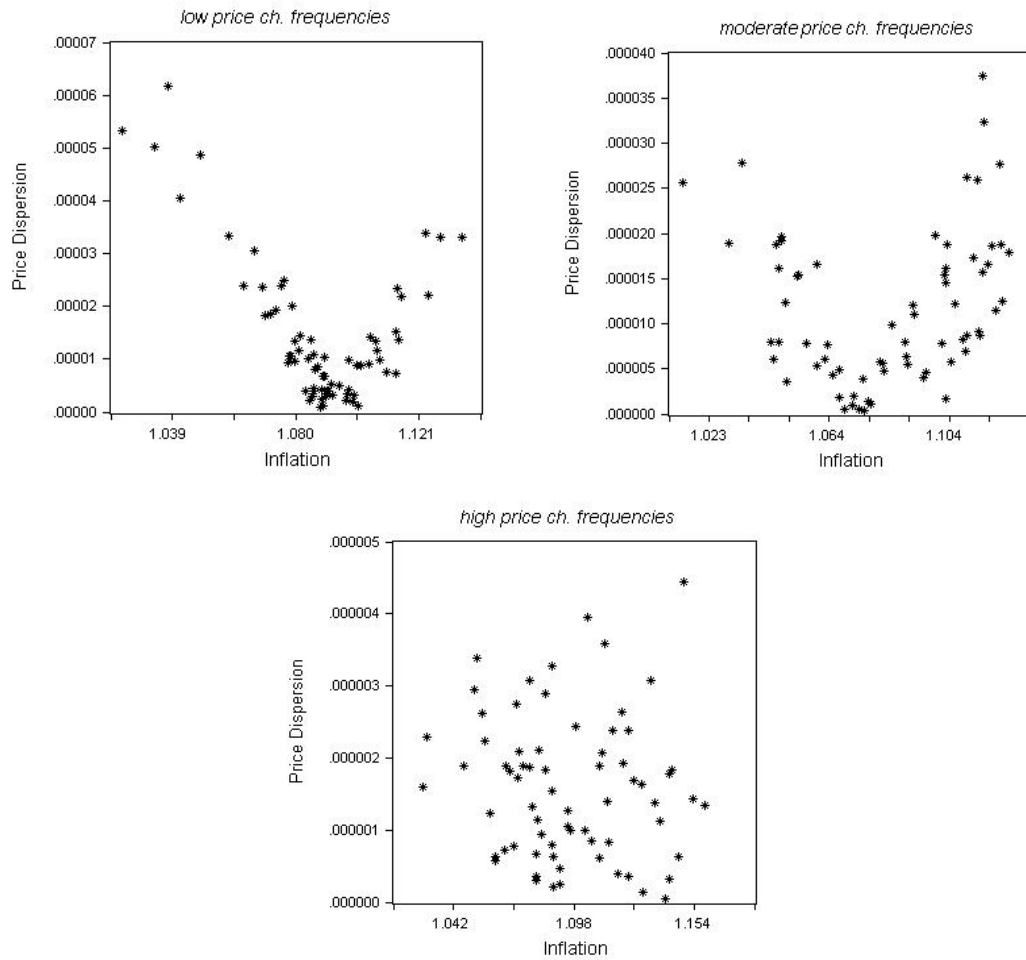 low price ch. frequencies
.00007
.00006
.00005
.00004
.00003
.00002
.00001
.00000
Price Dispersion
1.039 1.080 1.121
Inflation
moderate price ch. frequencies
.000040
.000035
.000030
.000025
.000020
.000015
.000010
.000005
.000000
Price Dispersion
1.023 1.064 1.104
Inflation
high price ch. frequencies
.000005
.000004
.000003
.000002
.000001
.000000
Price Dispersion
1.042 1.098 1.154
Inflation